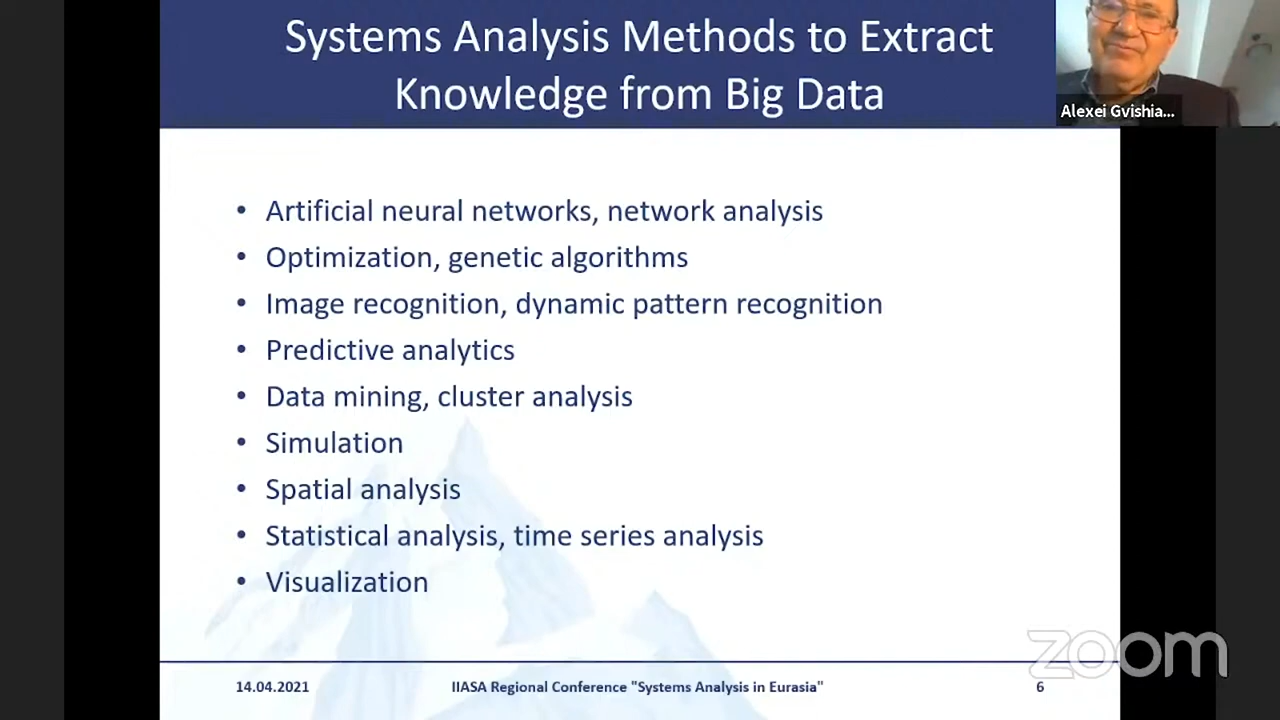 Systems Analysis Methods to Extract
Knowledge from Big Data
Alexei Gvishia...
• Artificial neural networks, network analysis
• Optimization, genetic algorithms
• Image recognition, dynamic pattern recognition
• Predictive analytics
• Data mining, cluster analysis
• Simulation
• Spatial analysis
• Statistical analysis, time series analysis
• Visualization
14.04.2021 IIASA Regional Conference "Systems Analysis in Eurasia" 6
zoom